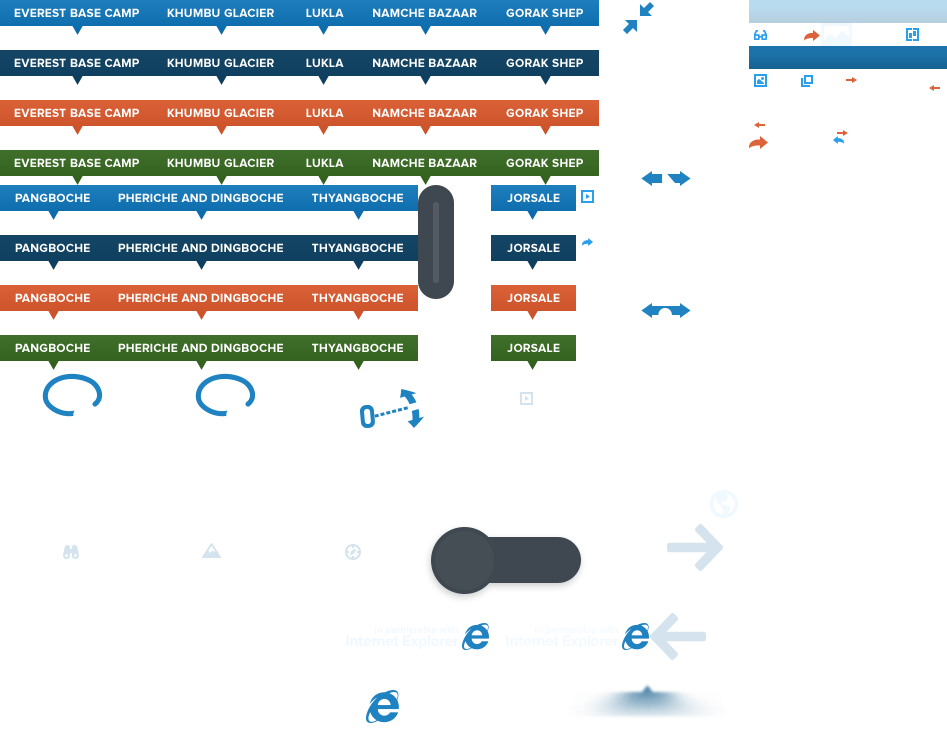 EVEREST BASE CAMP KHUMBU GLACIER LUKLA NAMCHE BAZAAR GORAK SHEP
EVEREST BASE CAMP KHUMBU GLACIER LUKLA NAMCHE BAZAAR GORAK SHEP
EVEREST BASE CAMP KHUMBU GLACIER LUKLA NAMCHE BAZAAR GORAK SHEP
EVEREST BASE CAMP KHUMBU GLACIER LUKLA NAMCHE BAZAAR GORAK SHEP
PANGBOCHE PHERICHE AND DINGBOCHE THYANGBOCHE JORSALE
PANGBOCHE PHERICHE AND DINGBOCHE THYANGBOCHE JORSALE
PANGBOCHE PHERICHE AND DINGBOCHE THYANGBOCHE JORSALE
PANGBOCHE PHERICHE AND DINGBOCHE THYANGBOCHE JORSALE
in partnership with in partnership with
Internet Explorer Internet Explorer